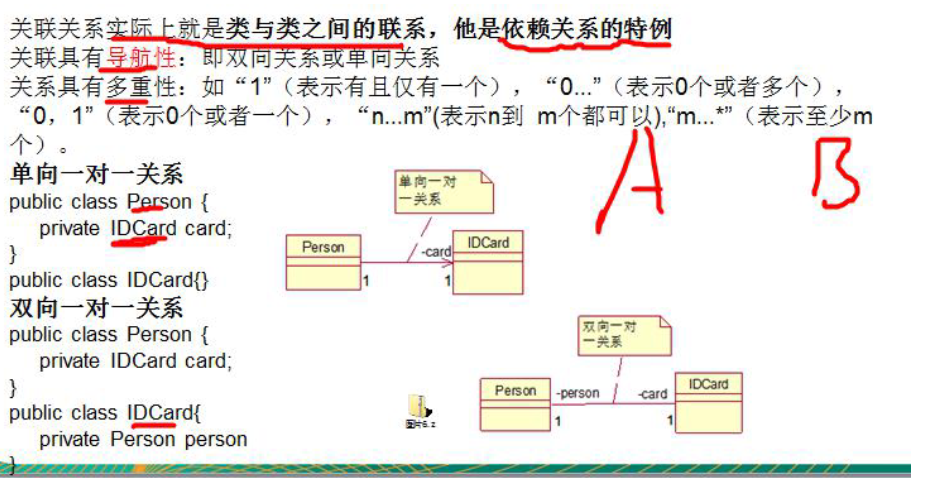 关联关系实际上就是类与类之间的联系，他是依赖关系的特例
关联具有导航性：即双向关系或单向关系
关系具有多重性：如“1”（表示有且仅有一个），“0...”（表示0个或者多个），
“0，1”（表示0个或者一个），“n...m”(表示n到 m个都可以),“m...*”（表示至少m
个）。
A B
单向一对一关系
public class Person {
private IDCard card;
}
public class IDCard{}
单向一对
一关系
Person
-card
IDCard
1
1
双向一对一关系
public class Person {
private IDCard card;
}
public class IDCard{
private Person person
}
双向一对
一关系
Person
-person
-card
IDCard
1
1